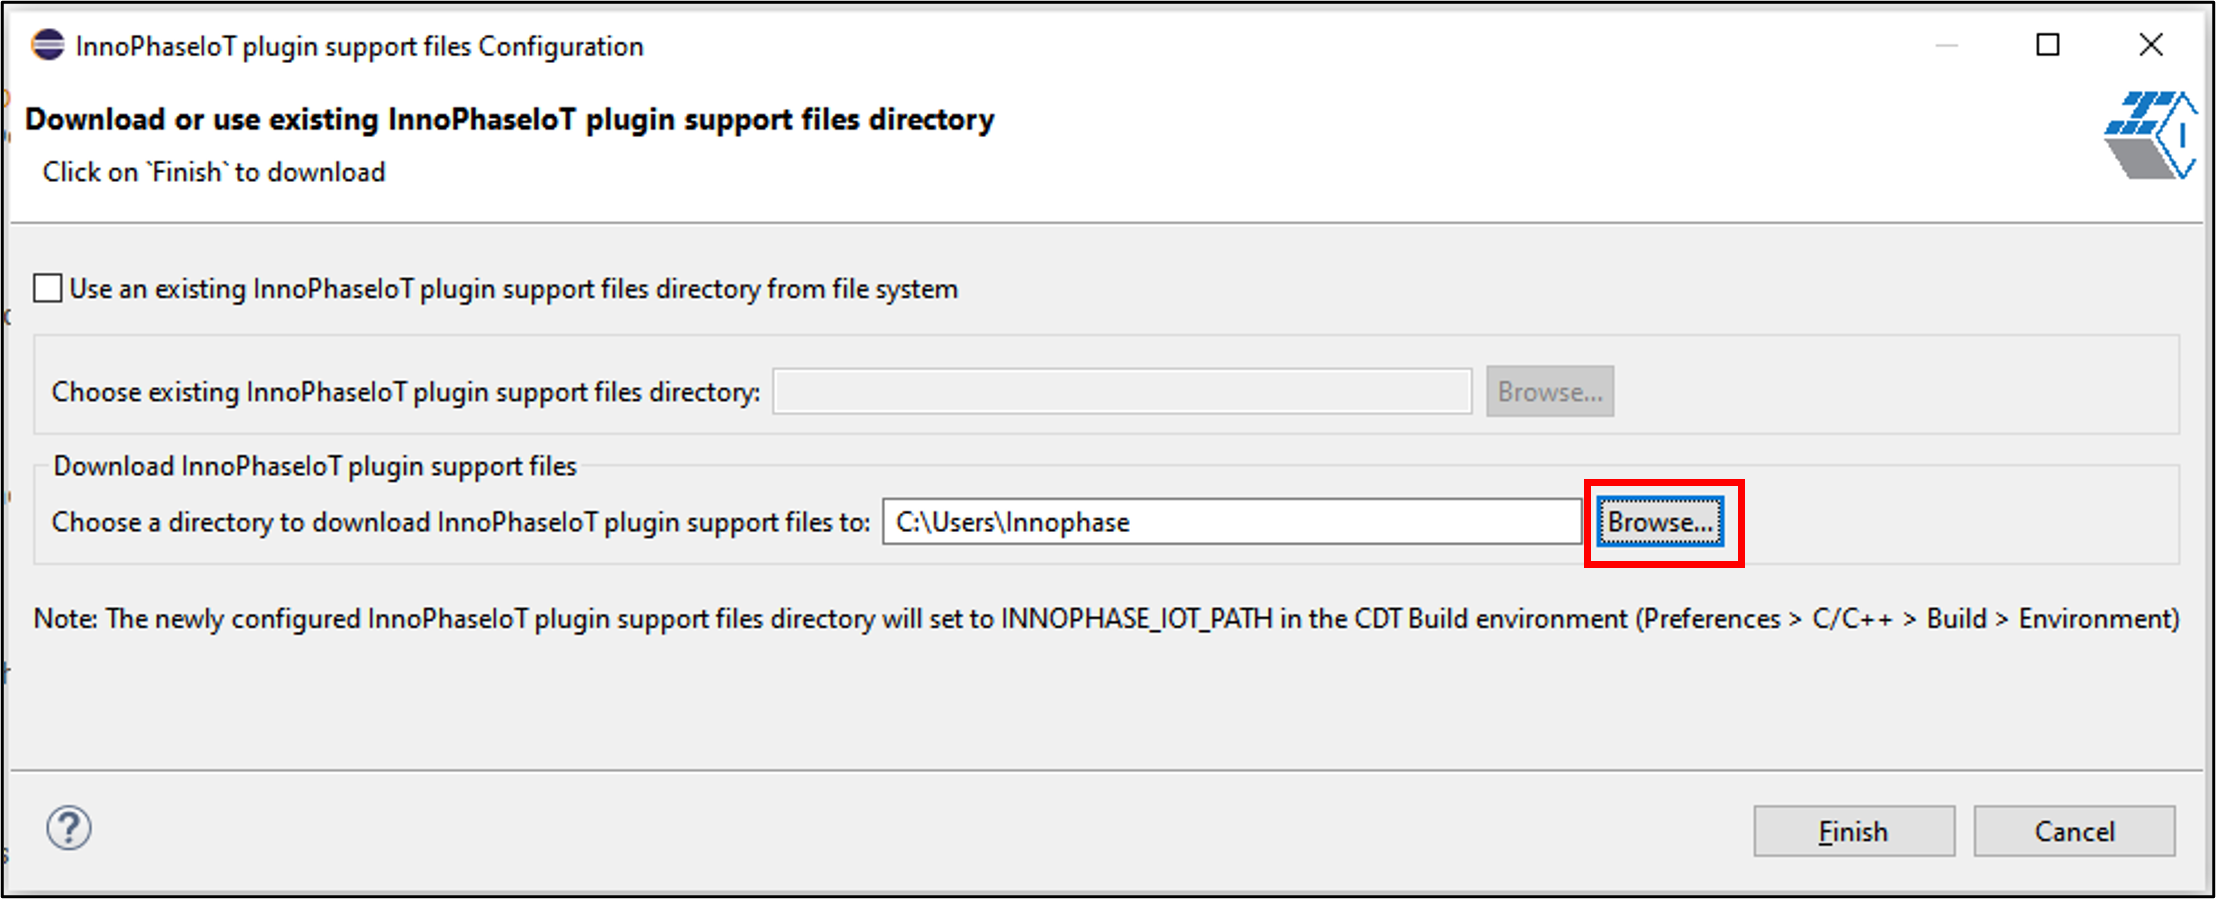 InnoPhaseIoT plugin support files Configuration
Download or use existing InnoPhaseIoT plugin support files directory
Click on `Finish` to download
Use an existing InnoPhaseIoT plugin support files directory from file system
Choose existing InnoPhaseIoT plugin support files directory: Browse...
Download InnoPhaseIoT plugin support files
Choose a directory to download InnoPhaseIoT plugin support files to: C:\Users\Innophase Browse...
Note: The newly configured InnoPhaseIoT plugin support files directory will set to INNOPHASE_IOT_PATH in the CDT Build environment (Preferences > C/C++ > Build > Environment)
? Finish Cancel